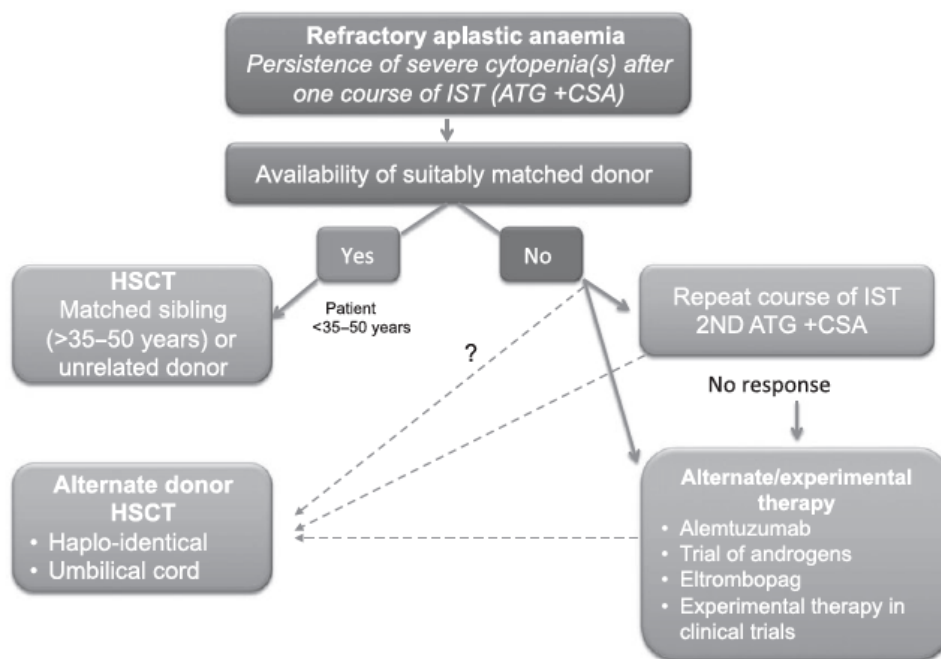 Refractory aplastic anaemia
Persistence of severe cytopenia(s) after
one course of IST (ATG +CSA)
Availability of suitably matched donor
Yes
No
HSCT
Matched sibling
(>35–50 years) or
unrelated donor
Patient
<35–50 years
?
Repeat course of IST
2ND ATG +CSA
No response
Alternate donor
HSCT
• Haplo-identical
• Umbilical cord
Alternate/experimental
therapy
• Alemtuzumab
• Trial of androgens
• Eltrombopag
• Experimental therapy in
clinical trials